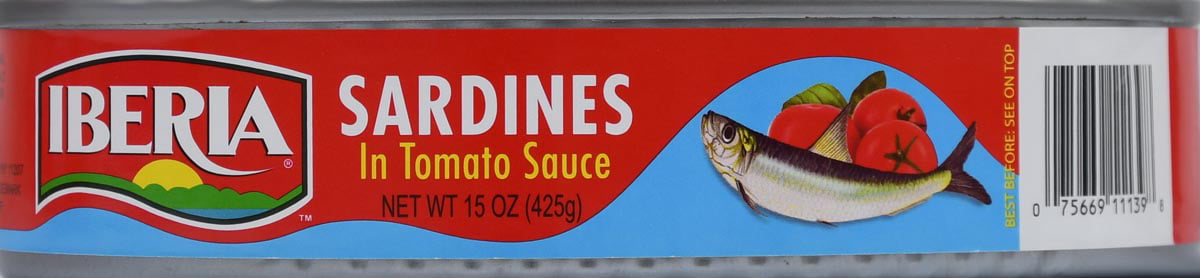 IBERIA
®
TM
SARDINES
In Tomato Sauce
NET WT 15 OZ (425g)
BEST BEFORE: SEE ON TOP
0 75669 11139 8